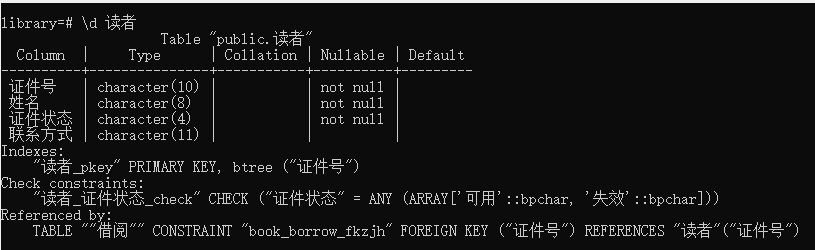 library=# \d 读者
Table "public.读者"
Column | Type | Collation | Nullable | Default
----------+---------------+-----------+----------+---------
证件号 | character(10) | | not null |
姓名 | character(8) | | not null |
证件状态 | character(4) | | not null |
联系方式 | character(11) | | |
Indexes:
"读者_pkey" PRIMARY KEY, btree ("证件号")
Check constraints:
"读者_证件状态_check" CHECK ("证件状态" = ANY (ARRAY['可用'::bpchar, '失效'::bpchar]))
Referenced by:
TABLE ""借阅"" CONSTRAINT "book_borrow_fkzjh" FOREIGN KEY ("证件号") REFERENCES "读者"("证件号")